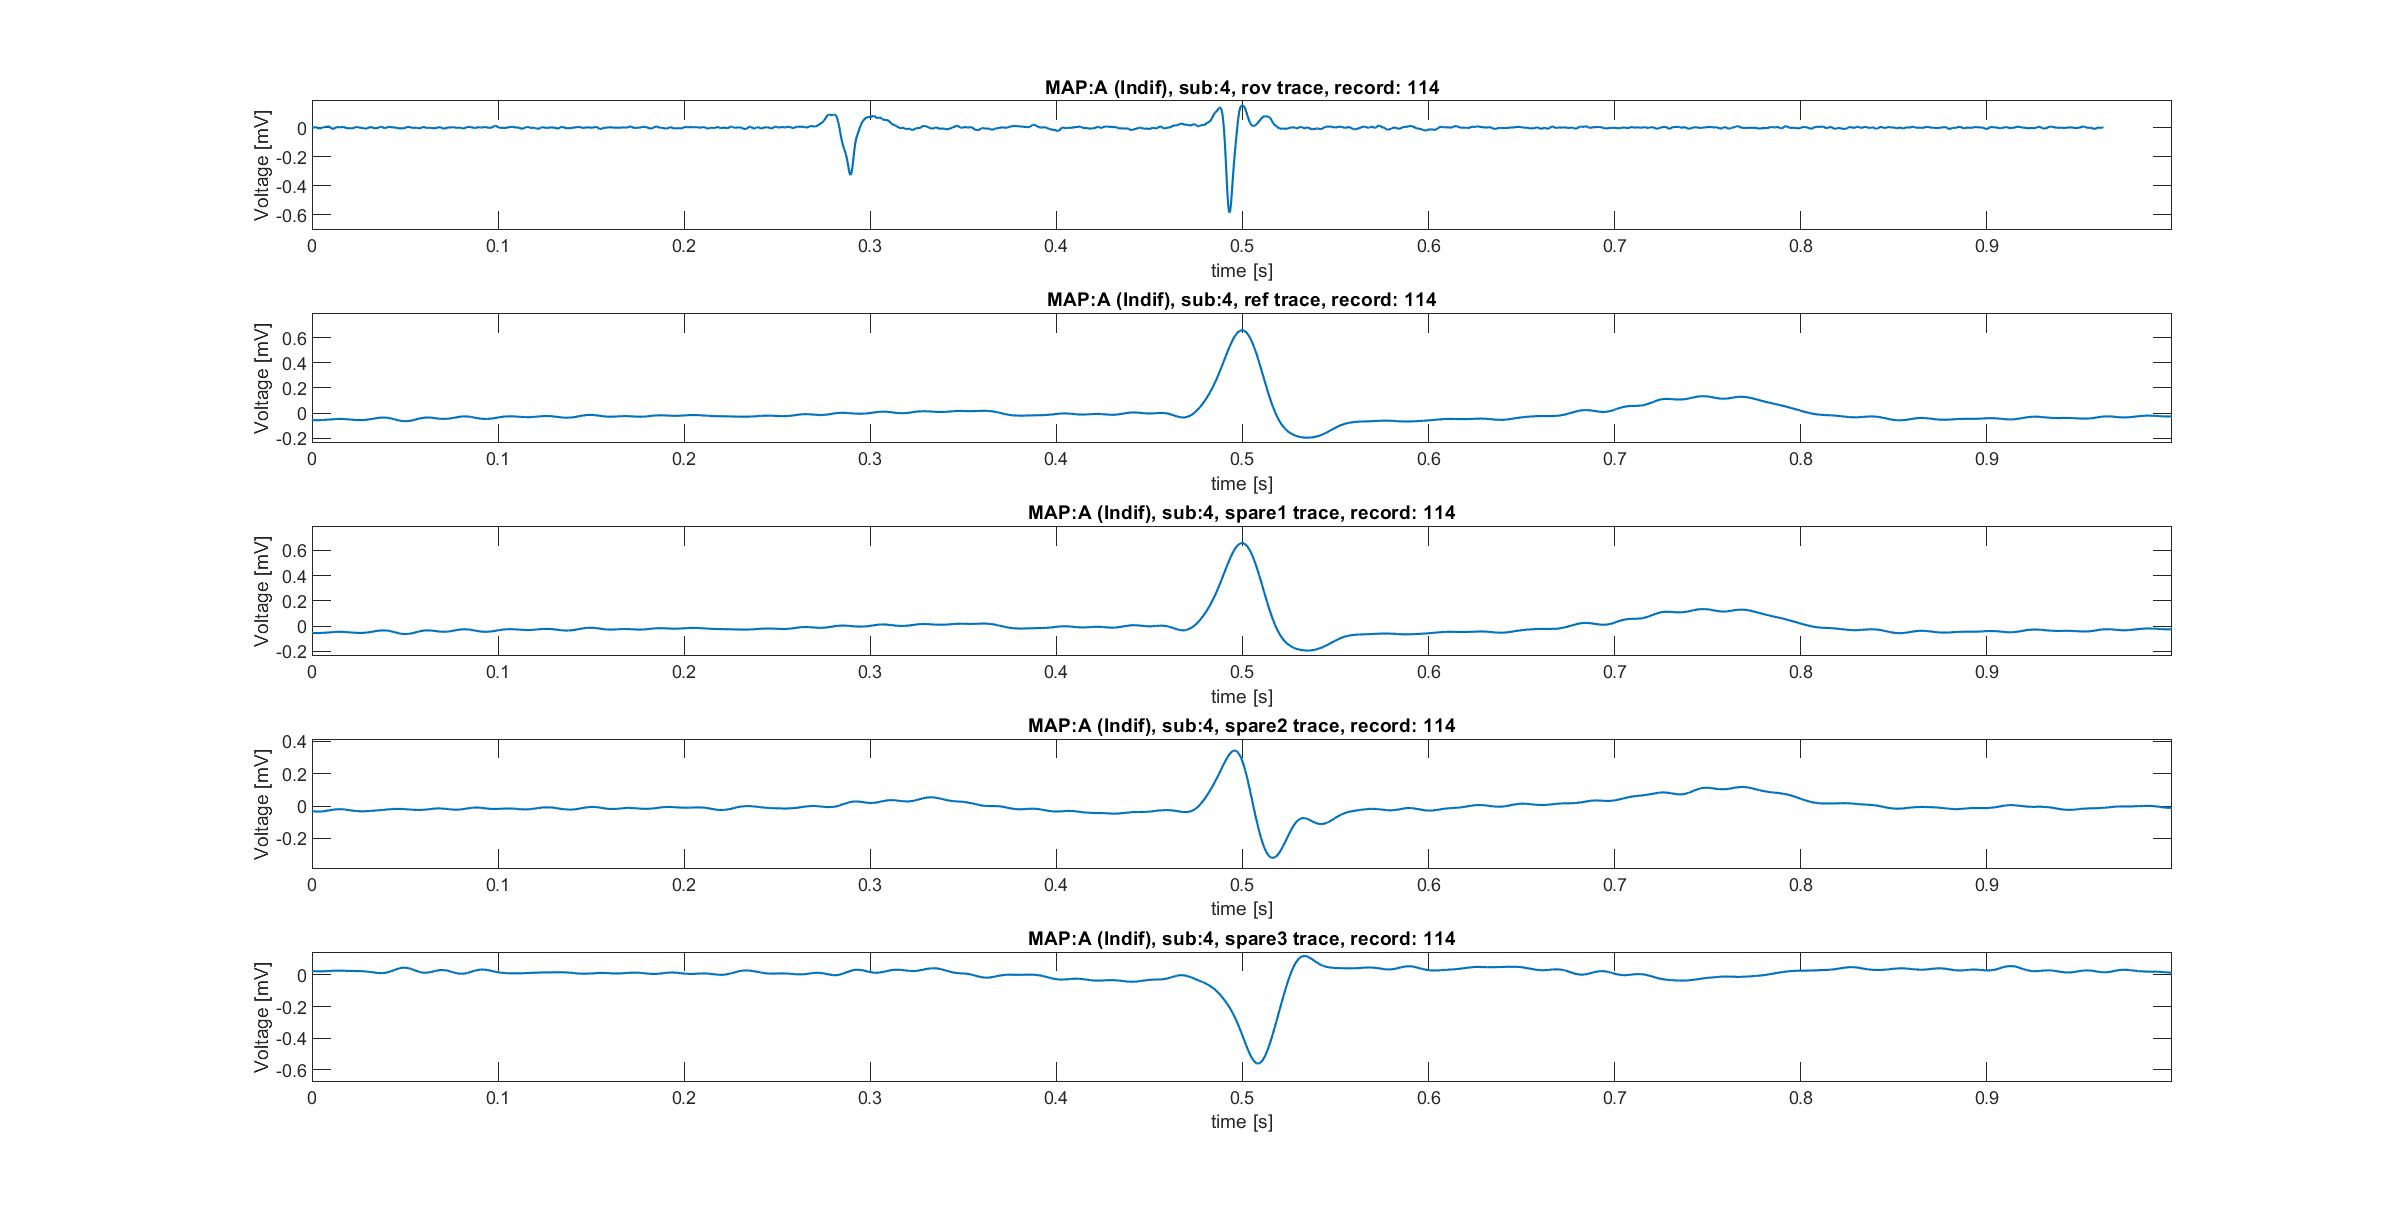 MAP:A (Indif), sub:4, rov trace, record: 114
Voltage [mV]
0
-0.2
-0.4
-0.6
0 0.1 0.2 0.3 0.4 0.5 0.6 0.7 0.8 0.9
time [s]
MAP:A (Indif), sub:4, ref trace, record: 114
Voltage [mV]
0.6
0.4
0.2
0
-0.2
0 0.1 0.2 0.3 0.4 0.5 0.6 0.7 0.8 0.9
time [s]
MAP:A (Indif), sub:4, spare1 trace, record: 114
Voltage [mV]
0.6
0.4
0.2
0
-0.2
0 0.1 0.2 0.3 0.4 0.5 0.6 0.7 0.8 0.9
time [s]
MAP:A (Indif), sub:4, spare2 trace, record: 114
Voltage [mV]
0.4
0.2
0
-0.2
0 0.1 0.2 0.3 0.4 0.5 0.6 0.7 0.8 0.9
time [s]
MAP:A (Indif), sub:4, spare3 trace, record: 114
Voltage [mV]
0
-0.2
-0.4
-0.6
0 0.1 0.2 0.3 0.4 0.5 0.6 0.7 0.8 0.9
time [s]